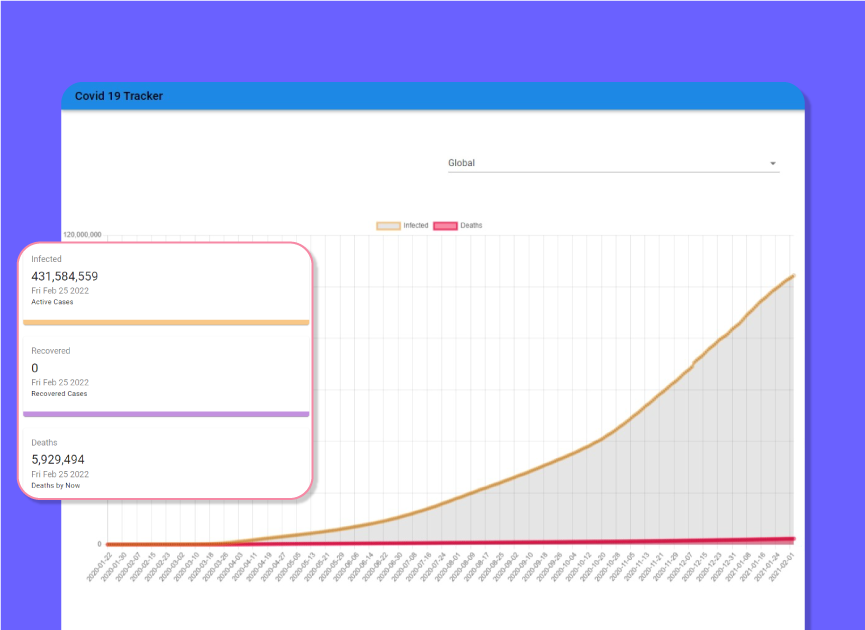 Covid 19 Tracker
Global
Infected Deaths
120,000,000
Infected
431,584,559
Fri Feb 25 2022
Active Cases
Recovered
0
Fri Feb 25 2022
Recovered Cases
Deaths
5,929,494
Fri Feb 25 2022
Deaths by Now
0
2020-01-22 2020-01-30 2020-02-07 2020-02-15 2020-02-23 2020-03-02 2020-03-10 2020-03-18 2020-03-26 2020-04-03 2020-04-11 2020-04-19 2020-04-27 2020-05-05 2020-05-13 2020-05-21 2020-05-29 2020-06-06 2020-06-14 2020-06-22 2020-06-30 2020-07-08 2020-07-16 2020-07-24 2020-08-01 2020-08-09 2020-08-17 2020-08-25 2020-09-02 2020-09-10 2020-09-18 2020-09-26 2020-10-04 2020-10-12 2020-10-20 2020-10-28 2020-11-05 2020-11-13 2020-11-21 2020-11-29 2020-12-07 2020-12-15 2020-12-23 2020-12-31 2021-01-08 2021-01-16 2021-01-24 2021-02-01